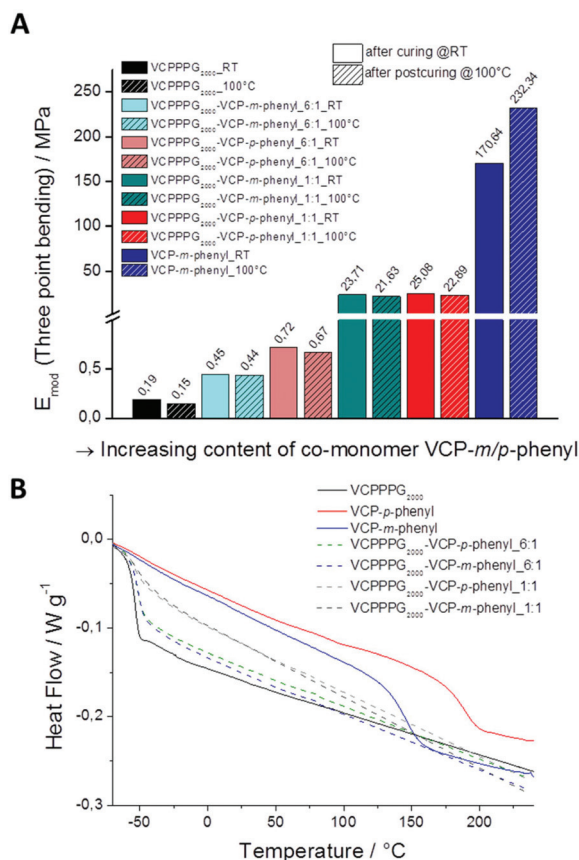 A
VCPPPG2000_RT
VCPPPG2000_100°C
VCPPPG2000-VCP-m-phenyl_6:1_RT
VCPPPG2000-VCP-m-phenyl_6:1_100°C
VCPPPG2000-VCP-p-phenyl_6:1_RT
VCPPPG2000-VCP-p-phenyl_6:1_100°C
VCPPPG2000-VCP-m-phenyl_1:1_RT
VCPPPG2000-VCP-m-phenyl_1:1_100°C
VCPPPG2000-VCP-p-phenyl_1:1_RT
VCPPPG2000-VCP-p-phenyl_1:1_100°C
VCP-m-phenyl_RT
VCP-m-phenyl_100°C
after curing @RT
after postcuring @100°C
Emod (Three point bending) / MPa
250
200
150
100
50
0,5
0,0
0,19
0,15
0,45
0,44
0,72
0,67
23,71
21,63
25,08
22,89
170,64
232,34
→ Increasing content of co-monomer VCP-m/p-phenyl
B
VCPPPG2000
VCP-p-phenyl
VCP-m-phenyl
VCPPPG2000-VCP-p-phenyl_6:1
VCPPPG2000-VCP-m-phenyl_6:1
VCPPPG2000-VCP-p-phenyl_1:1
VCPPPG2000-VCP-m-phenyl_1:1
Heat Flow / W g-1
0,0
-0,1
-0,2
-0,3
-50
0
50
100
150
200
Temperature / °C